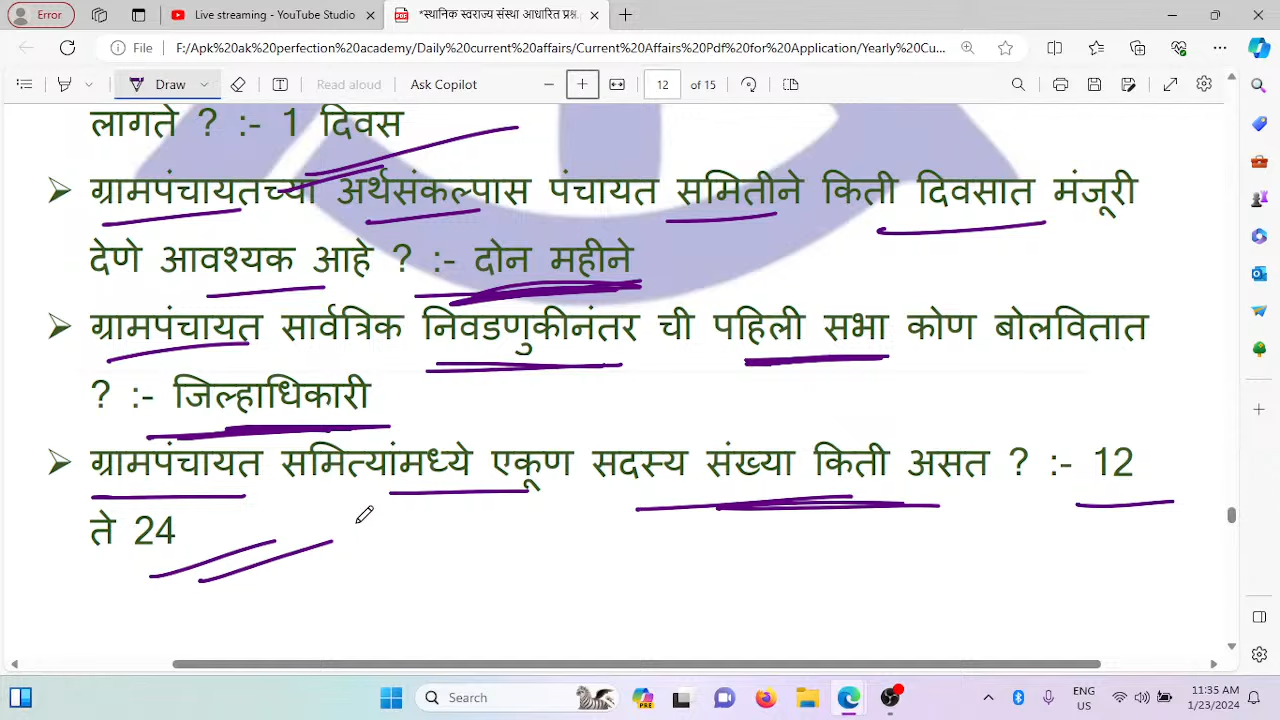 Error
Live streaming - YouTube Studio
*स्थानिक स्वराज्य संस्था आधारित प्रश्न
File
F:/Apk%20ak%20perfection%20academy/Daily%20current%20affairs/Current%20Affairs%20Pdf%20for%20Application/Yearly%20Cu...
Draw
Read aloud
Ask Copilot
12 of 15
लागते ? :- 1 दिवस
➢ ग्रामपंचायतच्या अर्थसंकल्पास पंचायत समितीने किती दिवसात मंजूरी
देणे आवश्यक आहे ? :- दोन महीने
➢ ग्रामपंचायत सार्वत्रिक निवडणुकीनंतर ची पहिली सभा कोण बोलवितात
? :- जिल्हाधिकारी
➢ ग्रामपंचायत समित्यांमध्ये एकूण सदस्य संख्या किती असत ? :- 12
ते 24
Search
PRE
ENG
US
11:35 AM
1/23/2024